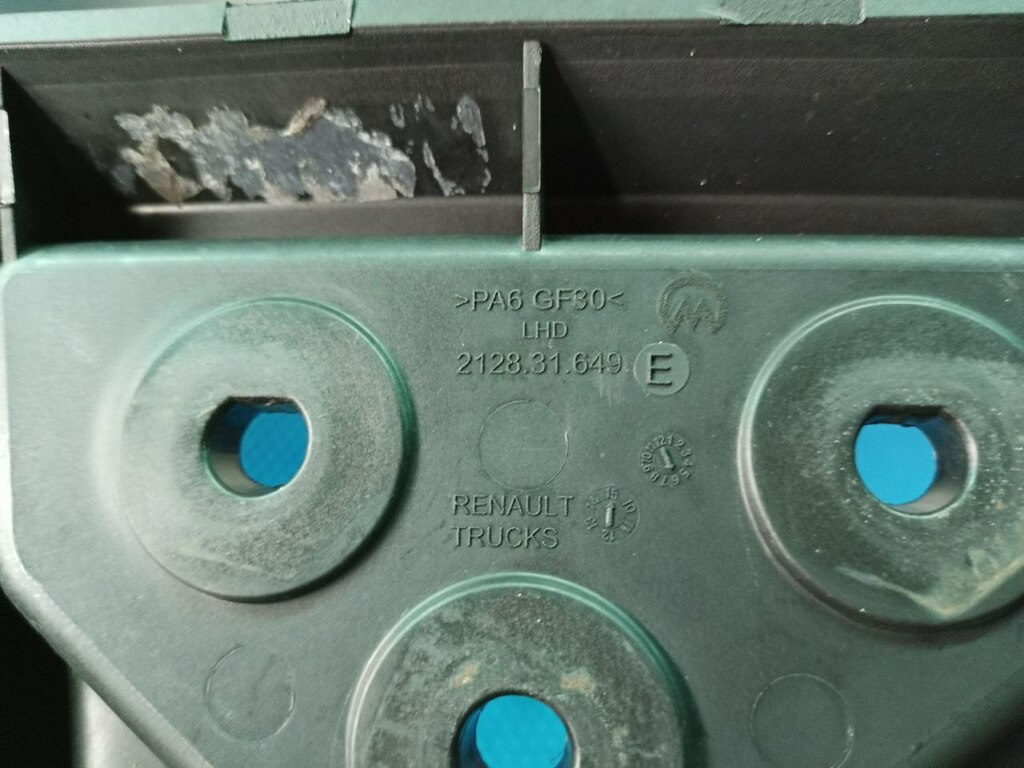 >PA6 GF30<
LHD
2128.31.649
E
RENAULT
TRUCKS